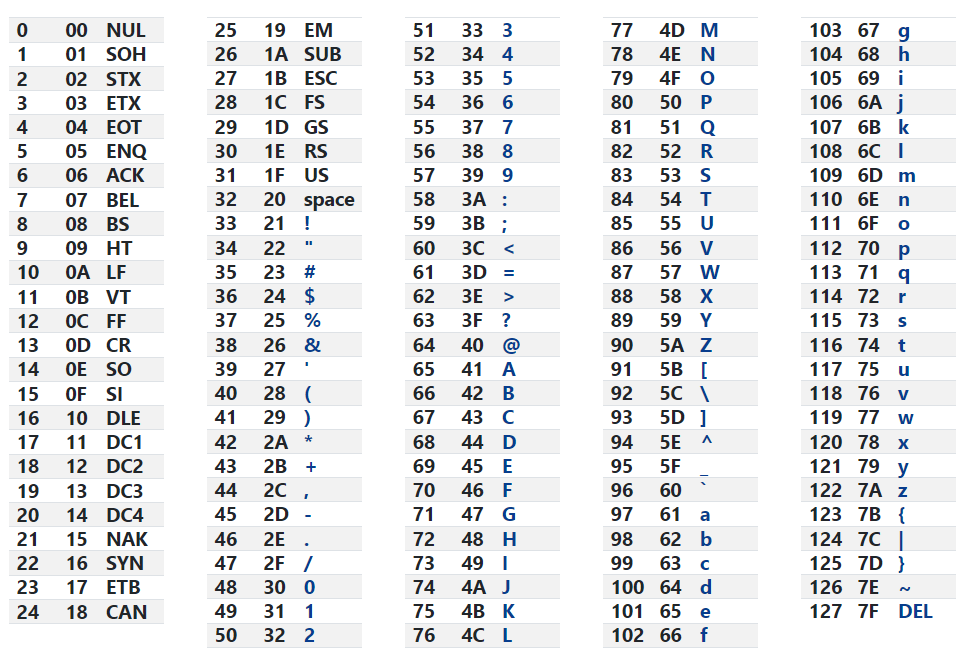 0 00 NUL
1 01 SOH
2 02 STX
3 03 ETX
4 04 EOT
5 05 ENQ
6 06 ACK
7 07 BEL
8 08 BS
9 09 HT
10 0A LF
11 0B VT
12 0C FF
13 0D CR
14 0E SO
15 0F SI
16 10 DLE
17 11 DC1
18 12 DC2
19 13 DC3
20 14 DC4
21 15 NAK
22 16 SYN
23 17 ETB
24 18 CAN
25 19 EM
26 1A SUB
27 1B ESC
28 1C FS
29 1D GS
30 1E RS
31 1F US
32 20 space
33 21 !
34 22 "
35 23 #
36 24 $
37 25 %
38 26 &
39 27 '
40 28 (
41 29 )
42 2A *
43 2B +
44 2C ,
45 2D -
46 2E .
47 2F /
48 30 0
49 31 1
50 32 2
51 33 3
52 34 4
53 35 5
54 36 6
55 37 7
56 38 8
57 39 9
58 3A :
59 3B ;
60 3C <
61 3D =
62 3E >
63 3F ?
64 40 @
65 41 A
66 42 B
67 43 C
68 44 D
69 45 E
70 46 F
71 47 G
72 48 H
73 49 I
74 4A J
75 4B K
76 4C L
77 4D M
78 4E N
79 4F O
80 50 P
81 51 Q
82 52 R
83 53 S
84 54 T
85 55 U
86 56 V
87 57 W
88 58 X
89 59 Y
90 5A Z
91 5B [
92 5C \
93 5D ]
94 5E ^
95 5F _
96 60 `
97 61 a
98 62 b
99 63 c
100 64 d
101 65 e
102 66 f
103 67 g
104 68 h
105 69 i
106 6A j
107 6B k
108 6C l
109 6D m
110 6E n
111 6F o
112 70 p
113 71 q
114 72 r
115 73 s
116 74 t
117 75 u
118 76 v
119 77 w
120 78 x
121 79 y
122 7A z
123 7B {
124 7C |
125 7D }
126 7E ~
127 7F DEL